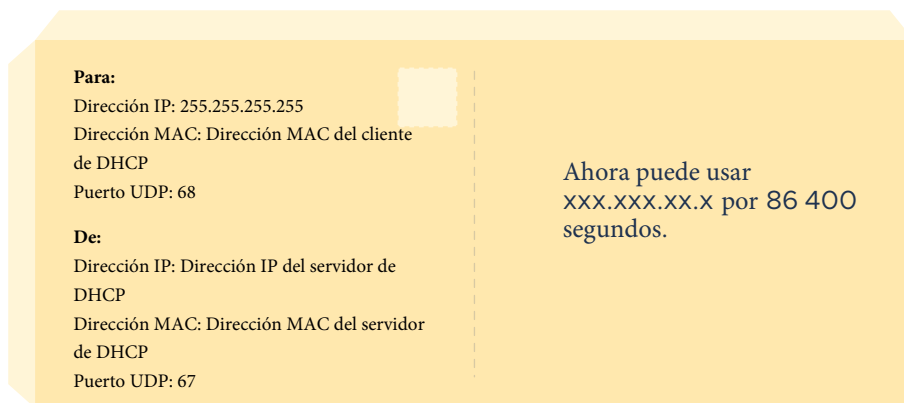 Para:
Dirección IP: 255.255.255.255
Dirección MAC: Dirección MAC del cliente
de DHCP
Puerto UDP: 68
De:
Dirección IP: Dirección IP del servidor de
DHCP
Dirección MAC: Dirección MAC del servidor
de DHCP
Puerto UDP: 67
Ahora puede usar
xxx.xxx.xx.x por 86 400
segundos.